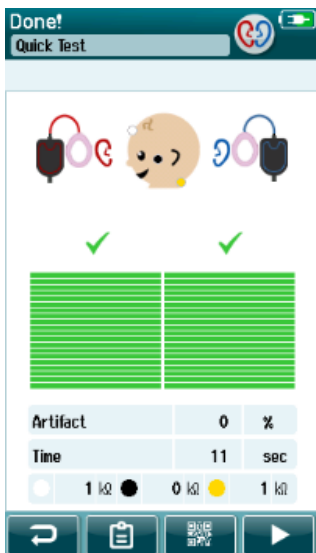 Done!
Quick Test
Artifact 0 %
Time 11 sec
1 kΩ 0 kΩ 1 kΩ